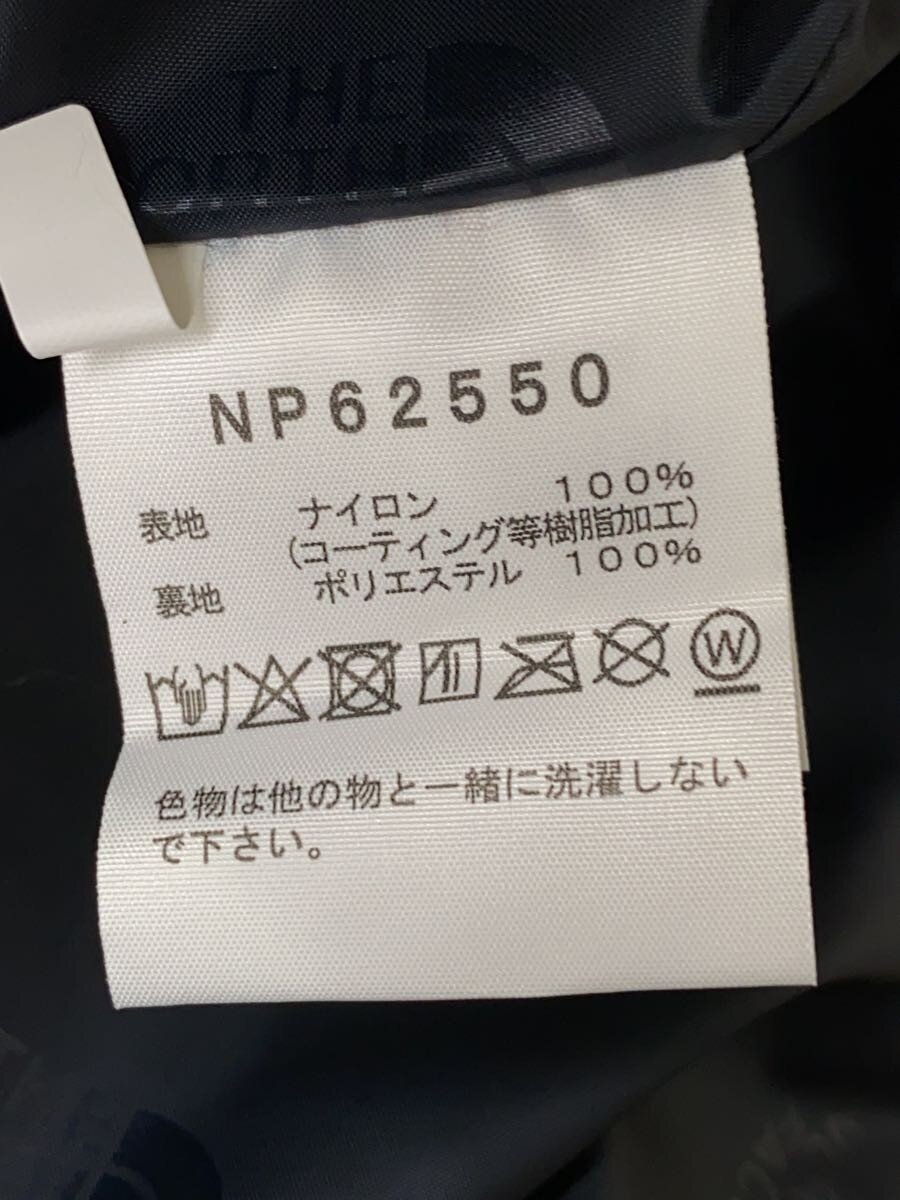 THE
NP62550
表地 ナイロン 100%
(コーティング等樹脂加工)
裏地 ポリエステル 100%
W
色物は他の物と一緒に洗濯しない
で下さい。